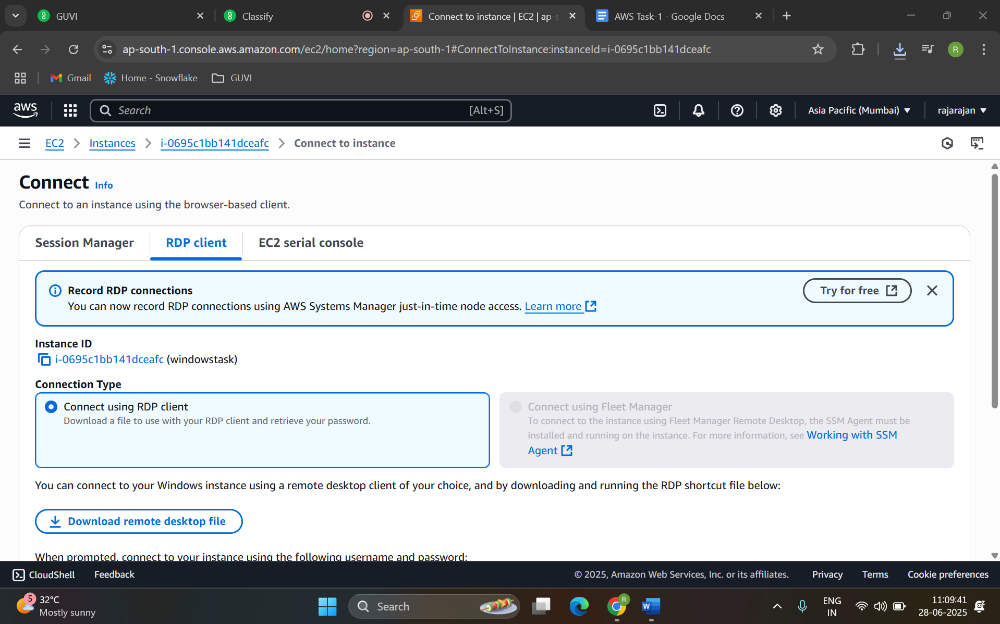 GUVI
Classify
Connect to instance | EC2 | ap-s
AWS Task-1 - Google Docs
ap-south-1.console.aws.amazon.com/ec2/home?region=ap-south-1#ConnectToInstance:instanceId=i-0695c1bb141dceafc
R
Gmail
Home - Snowflake
GUVI
aws
Search
[Alt+S]
Asia Pacific (Mumbai)
rajarajan
EC2
Instances
i-0695c1bb141dceafc
Connect to instance
Connect Info
Connect to an instance using the browser-based client.
Session Manager
RDP client
EC2 serial console
Record RDP connections
You can now record RDP connections using AWS Systems Manager just-in-time node access. Learn more
Try for free
Instance ID
i-0695c1bb141dceafc (windowstask)
Connection Type
Connect using RDP client
Download a file to use with your RDP client and retrieve your password.
Connect using Fleet Manager
To connect to the instance using Fleet Manager Remote Desktop, the SSM Agent must be
installed and running on the instance. For more information, see Working with SSM
Agent
You can connect to your Windows instance using a remote desktop client of your choice, and by downloading and running the RDP shortcut file below:
Download remote desktop file
When prompted, connect to your instance using the following username and password:
CloudShell
Feedback
© 2025, Amazon Web Services, Inc. or its affiliates.
Privacy
Terms
Cookie preferences
5
32°C
Mostly sunny
Search
R
W
ENG
IN
11:09:41
28-06-2025